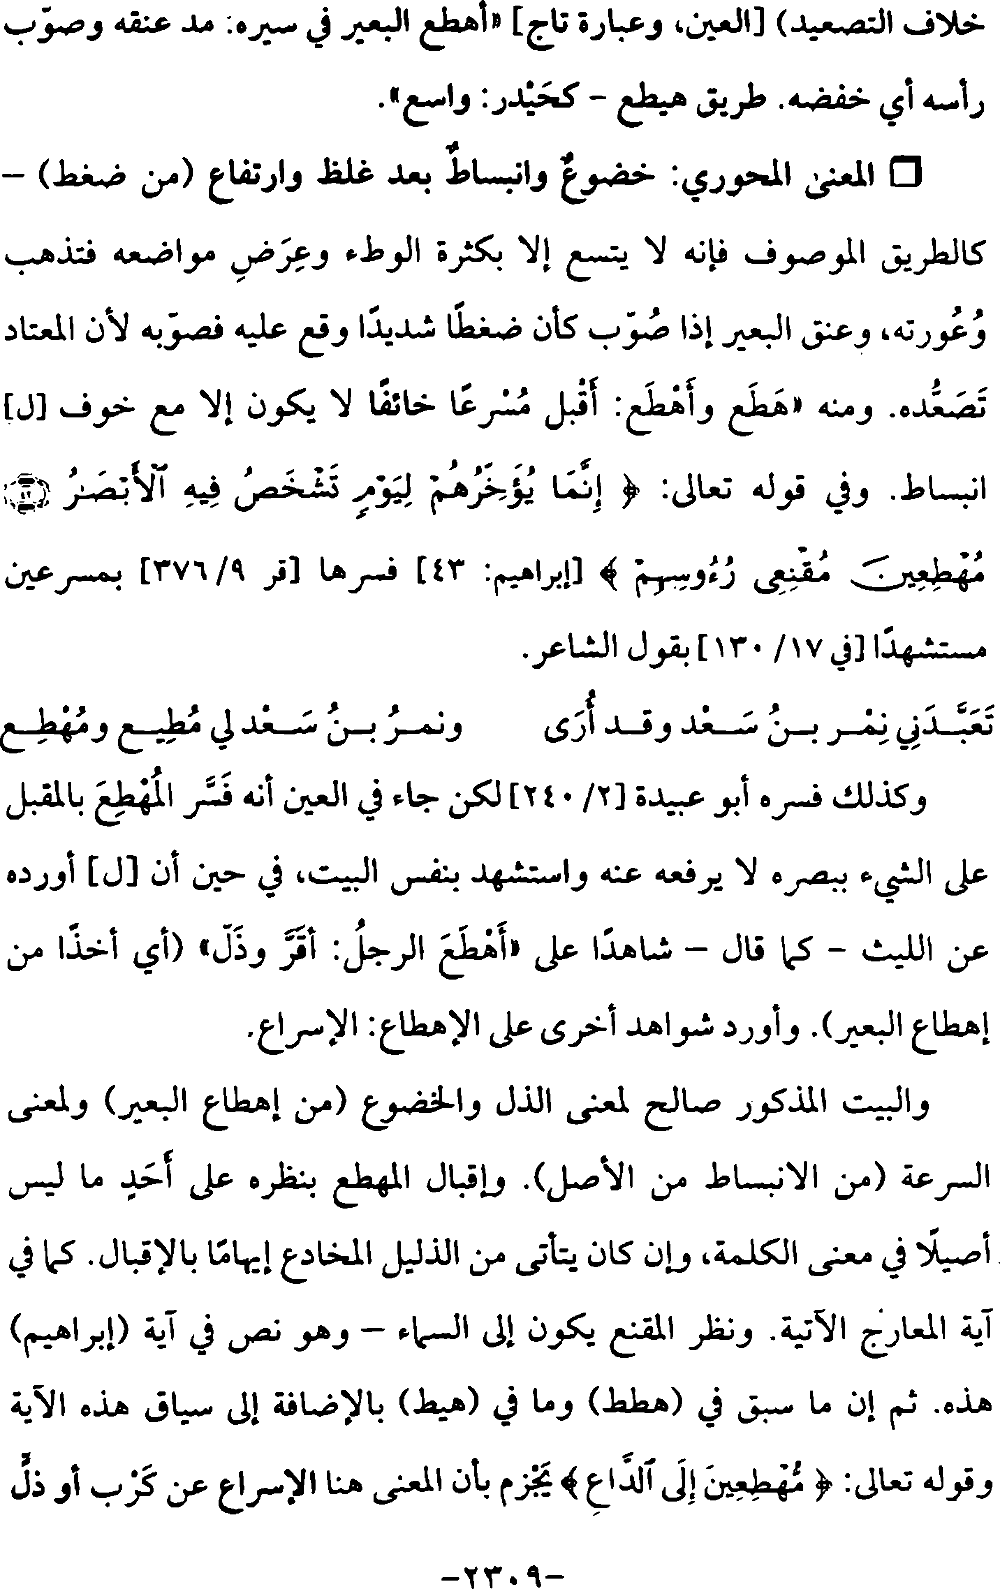 خلاف التصعيد) [العين، وعبارة تاج] «أهطع البعير في سيره: مد عنقه وصوّب
رأسه أي خفضه. طريق هيطع – كحَيْدر: واسع».
❒ المعنى المحوري: خضوعٌ وانبساطٌ بعد غلظ وارتفاع (من ضغط) –
كالطريق الموصوف فإنه لا يتسع إلا بكثرة الوطء وعِرَضِ مواضعه فتذهب
وُعُورته، وعنق البعير إذا صُوّب كأن ضغطًا شديدًا وقع عليه فصوّبه لأن المعتاد
تَصَعُّده. ومنه «هَطَع وأَهْطَع: أَقْبل مُسْرعًا خائفًا لا يكون إلا مع خوف [ل]
انبساط. وفي قوله تعالى: ﴿ إِنَّمَا يُؤَخِّرُهُمْ لِيَوْمٍ تَشْخَصُ فِيهِ ٱلْأَبْصَٰرُ ۝٤٢
مُهْطِعِينَ مُقْنِعِى رُءُوسِهِمْ ﴾ [إبراهيم: ٤٣] فسرها [قر ٩/ ٣٧٦] بمسرعين
مستشهدًا [في ١٧/ ١٣٠] بقول الشاعر.
تَعَبَّدَنِي نِمْر بنُ سَعْد وقد أُرَى ونمرُ بنُ سَعْد لي مُطِيع ومُهْطِع
وكذلك فسره أبو عبيدة [٢/ ٢٤٠] لكن جاء في العين أنه فَسَّر المُهْطِعَ بالمقبل
على الشيء ببصره لا يرفعه عنه واستشهد بنفس البيت، في حين أن [ل] أورده
عن الليث – كما قال – شاهدًا على «أَهْطَعَ الرجلُ: أقَرَّ وذَلّ» (أي أخذًا من
إهطاع البعير). وأورد شواهد أخرى على الإهطاع: الإسراع.
والبيت المذكور صالح لمعنى الذل والخضوع (من إهطاع البعير) ولمعنى
السرعة (من الانبساط من الأصل). وإقبال المهطع بنظره على أَحَدٍ ما ليس
أصيلًا في معنى الكلمة، وإن كان يتأتى من الذليل المخادع إيهامًا بالإقبال. كما في
آية المعارج الآتية. ونظر المقنع يكون إلى السماء – وهو نص في آية (إبراهيم)
هذه. ثم إن ما سبق في (هطط) وما في (هيط) بالإضافة إلى سياق هذه الآية
وقوله تعالى: ﴿ مُّهْطِعِينَ إِلَى ٱلدَّاعِ ﴾ يَجْزم بأن المعنى هنا الإسراع عن كَرْب أو ذلٍّ
-٢٣٠٩-